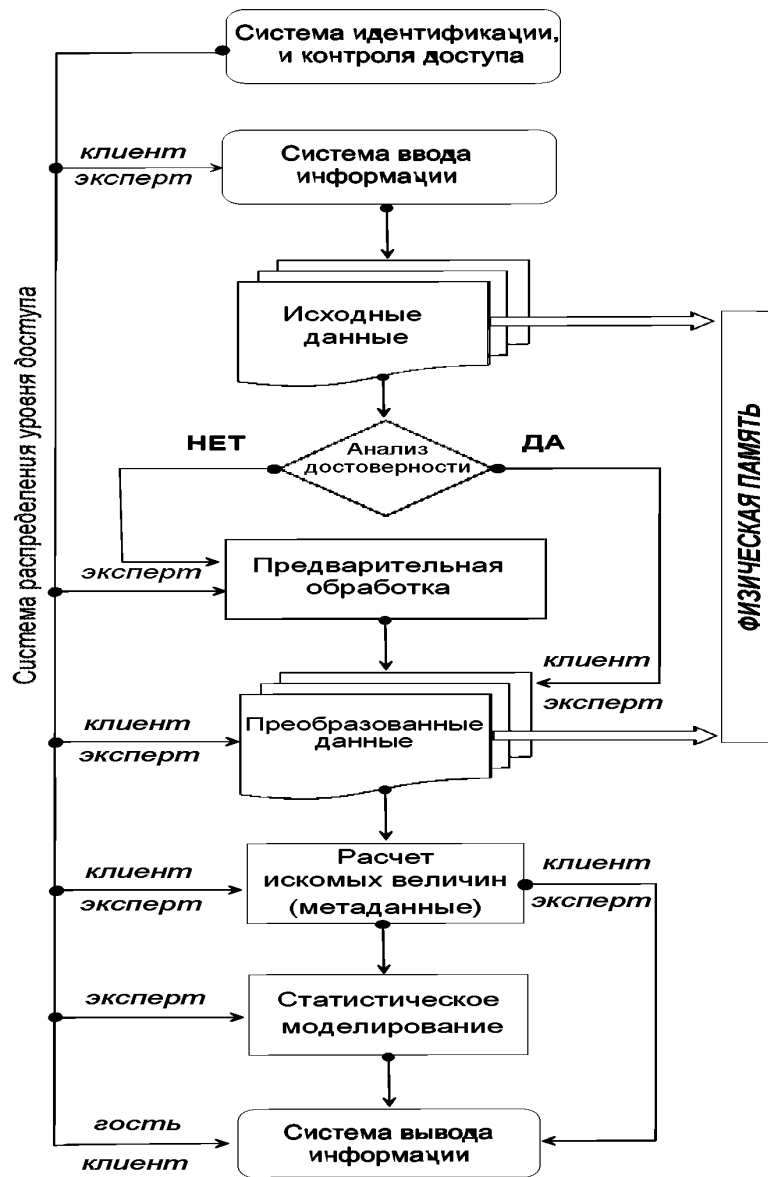 Система идентификации,
и контроля доступа
клиент
эксперт
Система ввода
информации
Система распределения уровня доступа
Исходные
данные
ФИЗИЧЕСКАЯ ПАМЯТЬ
НЕТ
ДА
Анализ
достоверности
эксперт
Предварительная
обработка
клиент
эксперт
клиент
эксперт
Преобразованные
данные
клиент
эксперт
Расчет
искомых величин
(метаданные)
клиент
эксперт
эксперт
Статистическое
моделирование
гость
клиент
Система вывода
информации